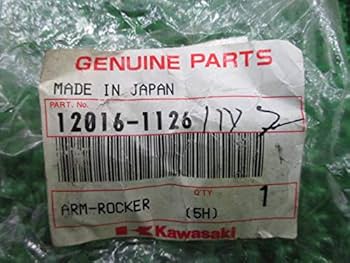 GENUINE PARTS
MADE IN JAPAN
PART. No.
12016-1126
ARM-ROCKER
QTY 1
(5H)
Kawasaki